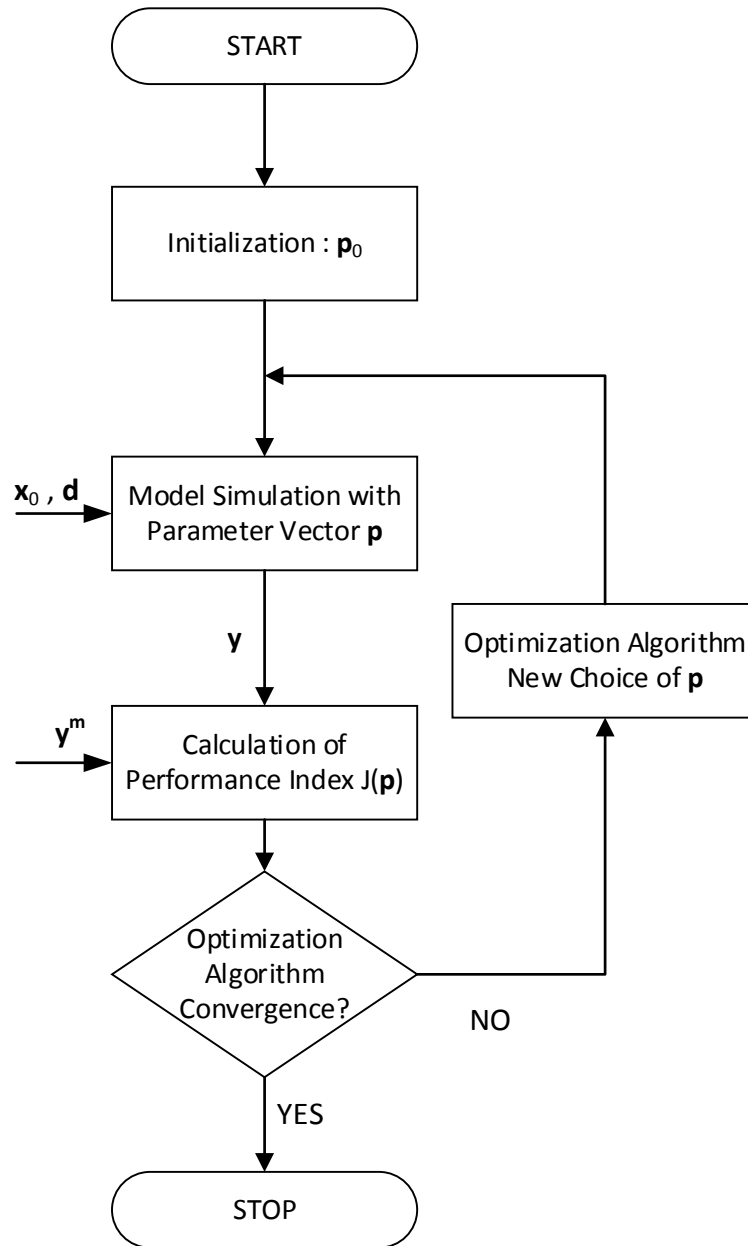 START
Initialization : p₀
x₀ , d
Model Simulation with
Parameter Vector p
y
Optimization Algorithm
New Choice of p
yᵐ
Calculation of
Performance Index J(p)
Optimization
Algorithm
Convergence?
NO
YES
STOP